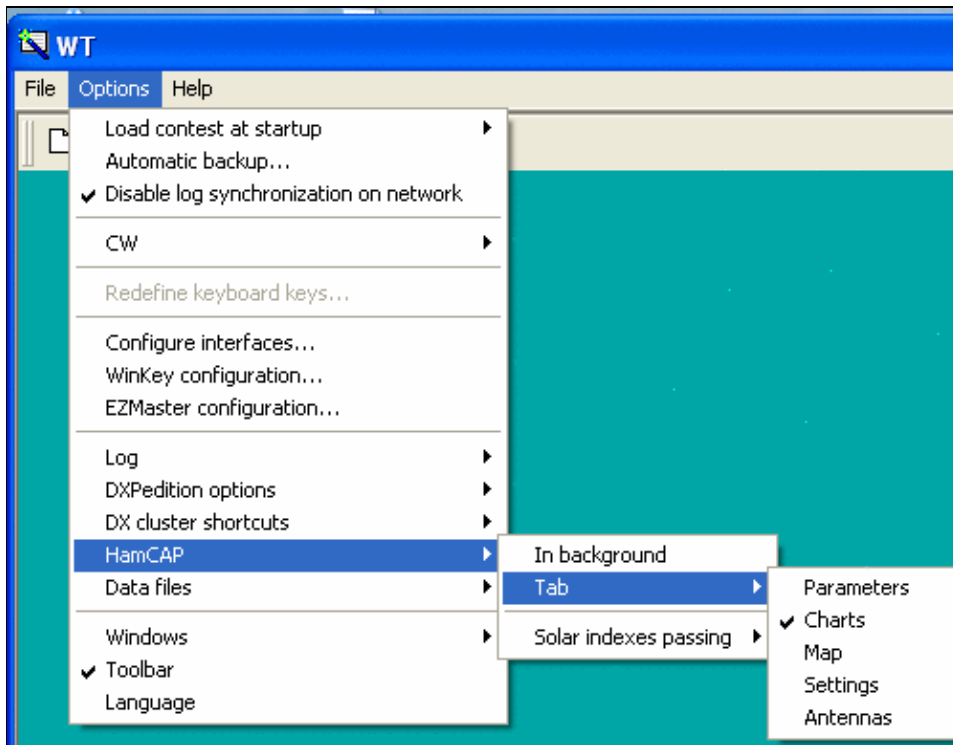 WT
File Options Help
Load contest at startup
Automatic backup...
Disable log synchronization on network
CW
Redefine keyboard keys...
Configure interfaces...
WinKey configuration...
EZMaster configuration...
Log
DXPedition options
DX cluster shortcuts
HamCAP
Data files
Windows
Toolbar
Language
In background
Tab
Solar indexes passing
Parameters
Charts
Map
Settings
Antennas